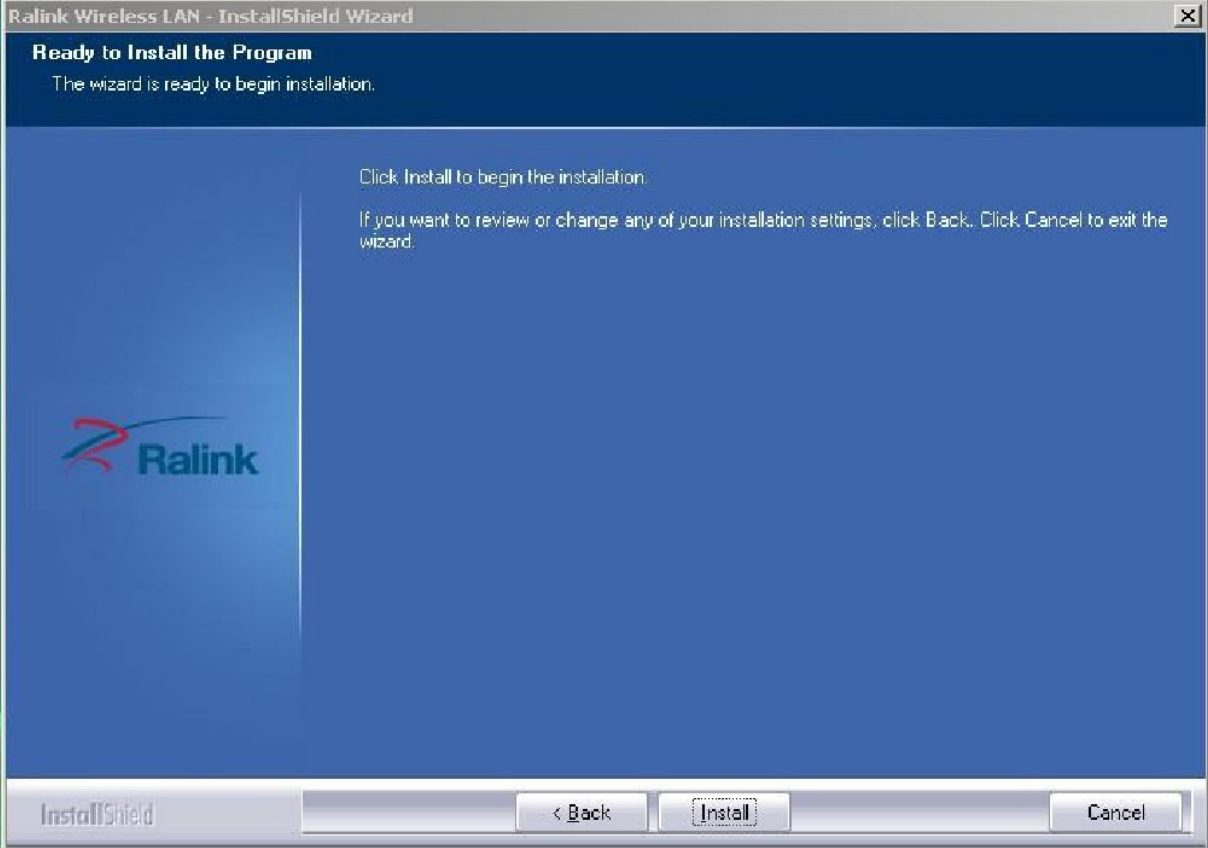 Ralink Wireless LAN - InstallShield Wizard
Ready to Install the Program
The wizard is ready to begin installation.
Click Install to begin the installation.
If you want to review or change any of your installation settings, click Back. Click Cancel to exit the
wizard.
Ralink
InstallShield
< Back
Install
Cancel